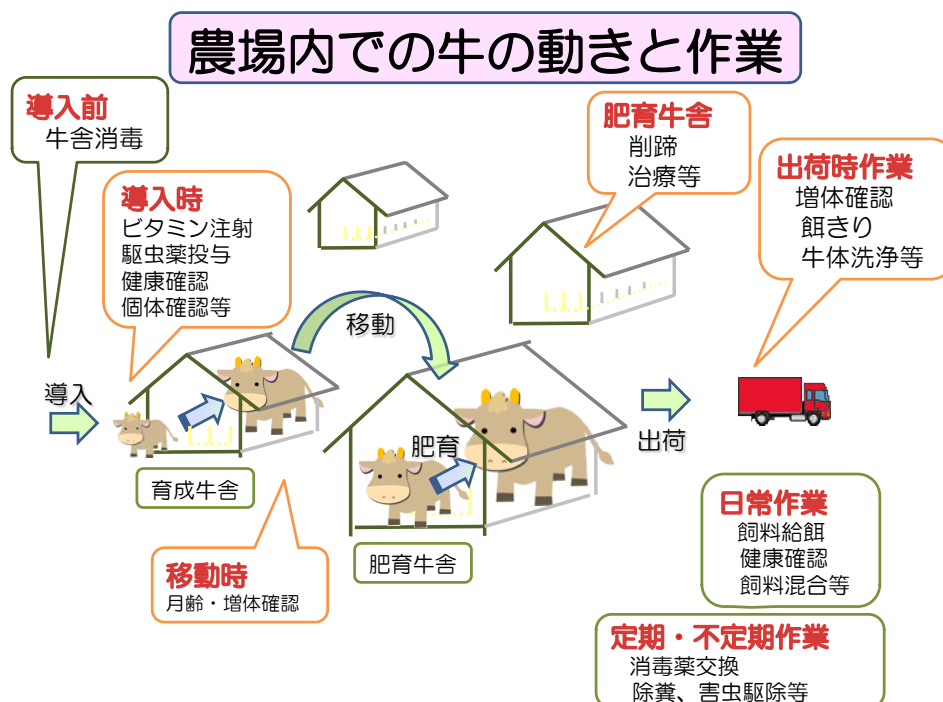 農場内での牛の動きと作業
導入前
牛舎消毒
導入時
ビタミン注射
駆虫薬投与
健康確認
個体確認等
肥育牛舎
削蹄
治療等
出荷時作業
増体確認
餌きり
牛体洗浄等
移動
導入
肥育
出荷
育成牛舎
肥育牛舎
移動時
月齢・増体確認
日常作業
飼料給餌
健康確認
飼料混合等
定期・不定期作業
消毒薬交換
除糞、害虫駆除等